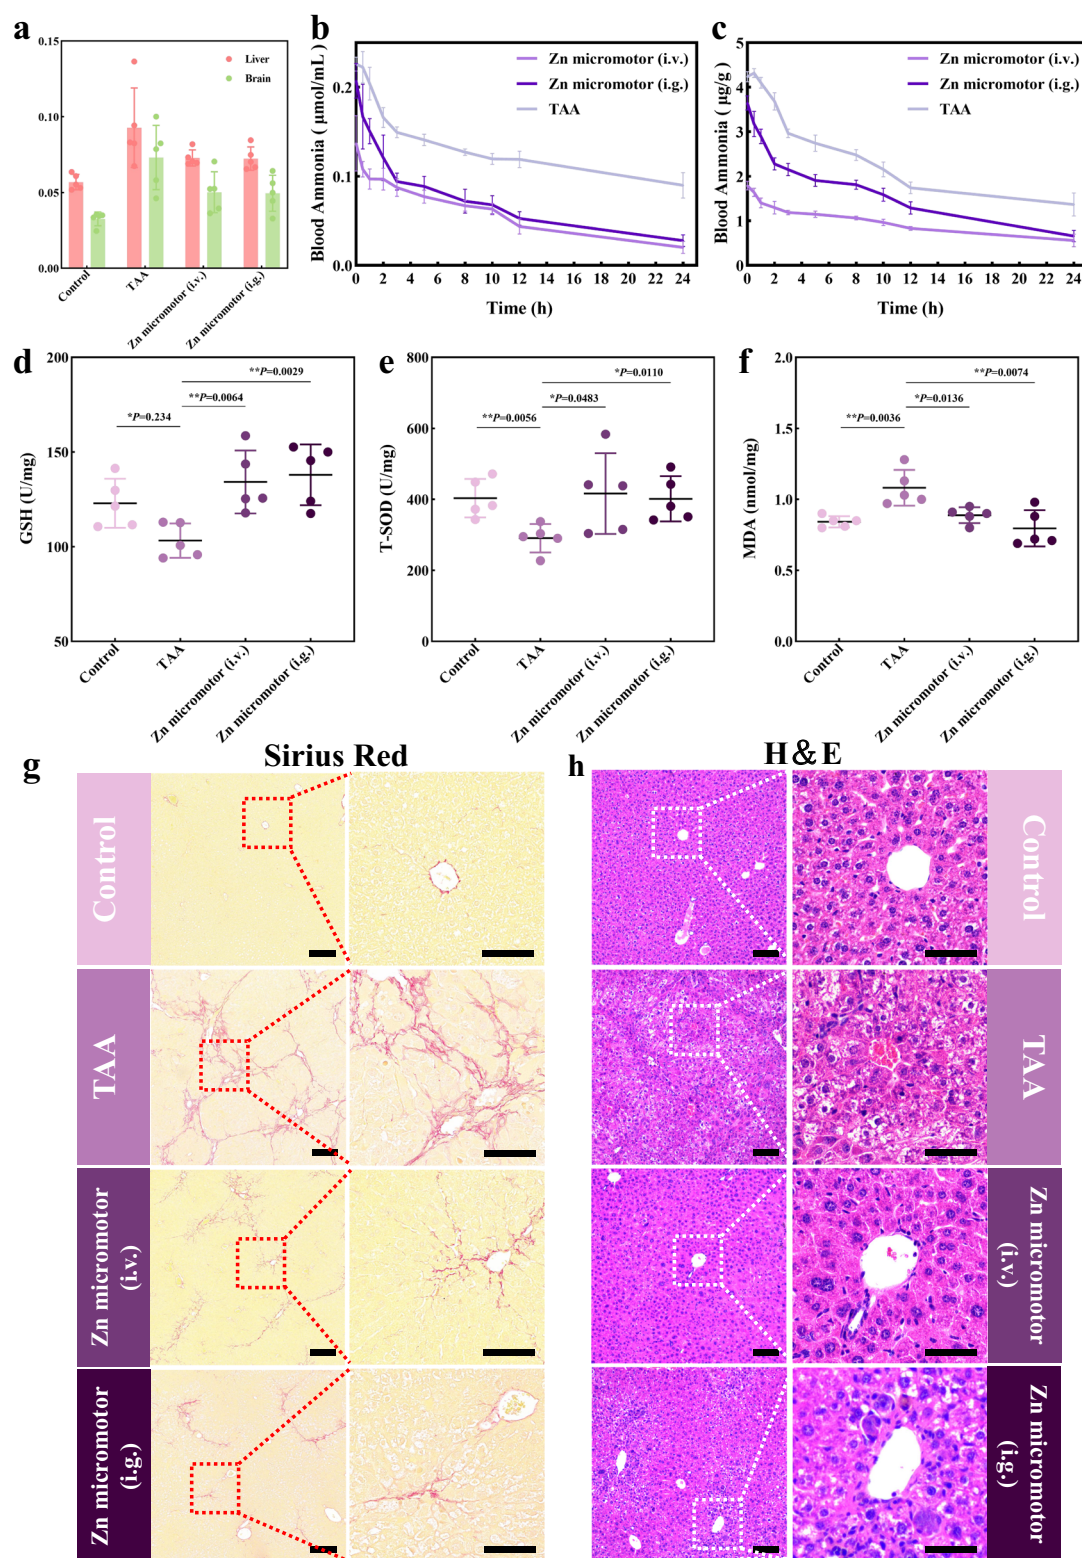 a
0.15
0.10
0.05
0.00
Liver
Brain
Control
TAA
Zn micromotor (i.v.)
Zn micromotor (i.g.)
b
Blood Ammonia ( μmol/mL)
0.2
0.1
0.0
Zn micromotor (i.v.)
Zn micromotor (i.g.)
TAA
0 2 4 6 8 10 12 14 16 18 20 22 24
Time (h)
c
Blood Ammonia ( μg/g)
5
4
3
2
1
0
Zn micromotor (i.v.)
Zn micromotor (i.g.)
TAA
0 2 4 6 8 10 12 14 16 18 20 22 24
Time (h)
d
GSH (U/mg)
200
150
100
50
**P=0.0029
**P=0.0064
*P=0.234
Control
TAA
Zn micromotor (i.v.)
Zn micromotor (i.g.)
e
T-SOD (U/mg)
800
600
400
200
0
*P=0.0110
*P=0.0483
**P=0.0056
Control
TAA
Zn micromotor (i.v.)
Zn micromotor (i.g.)
f
MDA (nmol/mg)
2.0
1.5
1.0
0.5
0.0
**P=0.0074
*P=0.0136
**P=0.0036
Control
TAA
Zn micromotor (i.v.)
Zn micromotor (i.g.)
g
Sirius Red
Control
TAA
Zn micromotor
(i.v.)
Zn micromotor
(i.g.)
h
H&E
Control
TAA
Zn micromotor
(i.v.)
Zn micromotor
(i.g.)